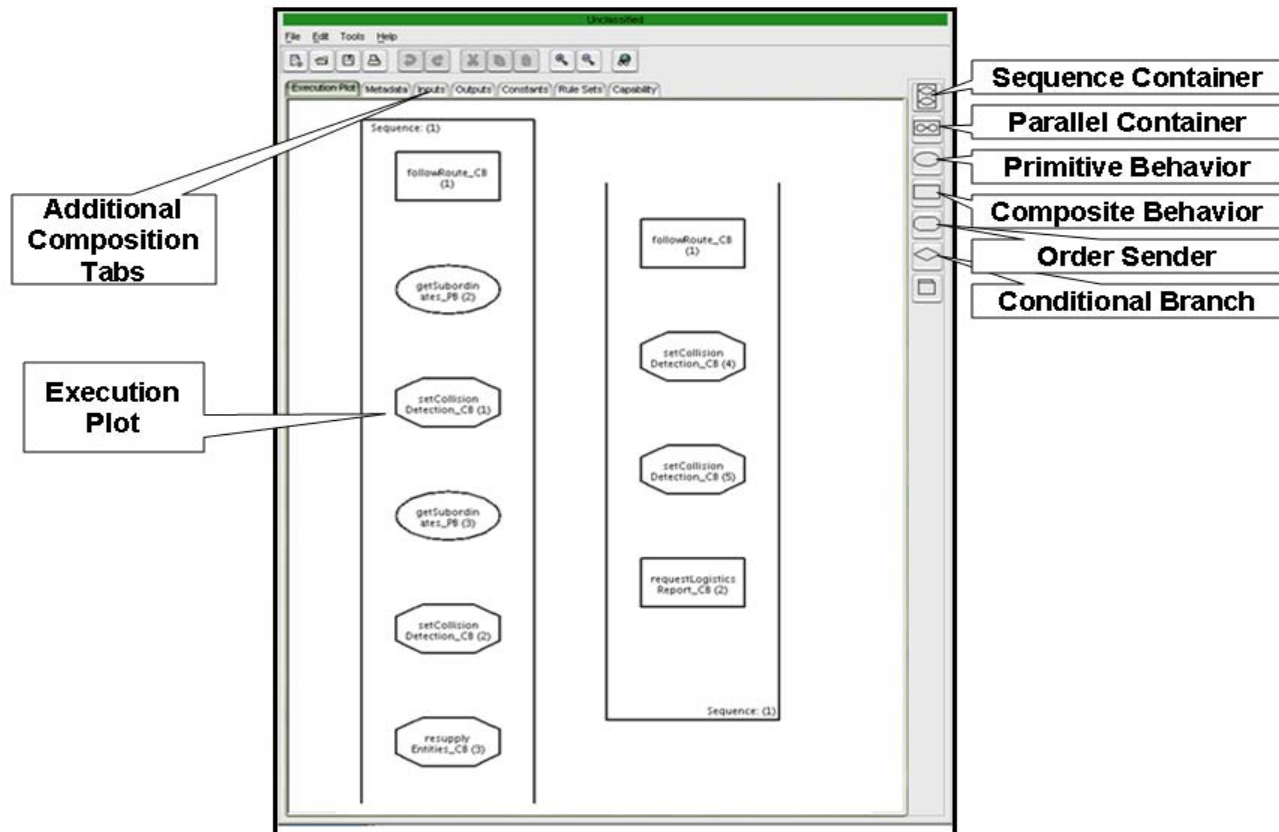 Unclassified
File Edit Tools Help
Execution Plot Metadata Inputs Outputs Constants Rule Sets Capability
Sequence: (1)
followRoute_CB
(1)
getSubordin
ates_PB (2)
setCollision
Detection_CB (1)
getSubordin
ates_PB (3)
setCollision
Detection_CB (2)
resupply
Entities_CB (3)
followRoute_CB
(1)
setCollision
Detection_CB (4)
setCollision
Detection_CB (5)
requestLogistics
Report_CB (2)
Sequence: (1)
Additional
Composition
Tabs
Execution
Plot
Sequence Container
Parallel Container
Primitive Behavior
Composite Behavior
Order Sender
Conditional Branch